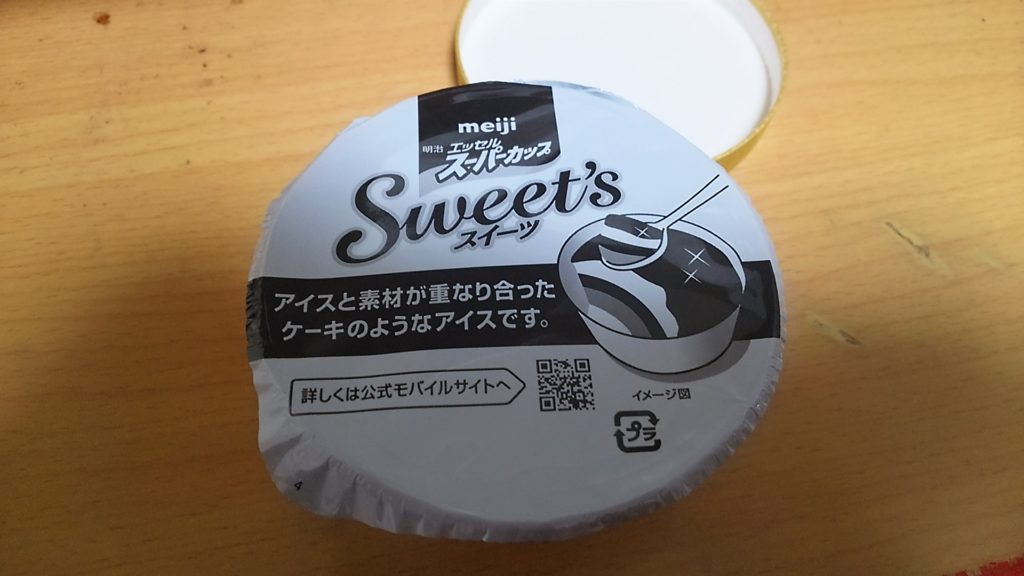 meiji
明治 エッセル
スーパーカップ
Sweet's
スイーツ
アイスと素材が重なり合った
ケーキのようなアイスです。
詳しくは公式モバイルサイトへ
イメージ図
プラ
4